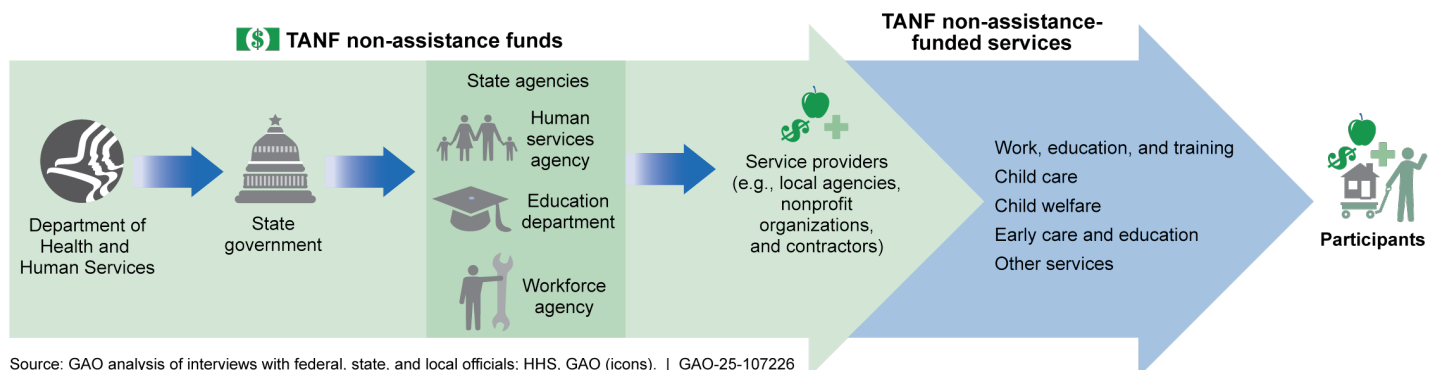 TANF non-assistance funds
TANF non-assistance-
funded services
Department of
Health and
Human Services
State
government
State agencies
Human
services
agency
Education
department
Workforce
agency
Service providers
(e.g., local agencies,
nonprofit
organizations,
and contractors)
Work, education, and training
Child care
Child welfare
Early care and education
Other services
Participants
Source: GAO analysis of interviews with federal, state, and local officials; HHS, GAO (icons). | GAO-25-107226